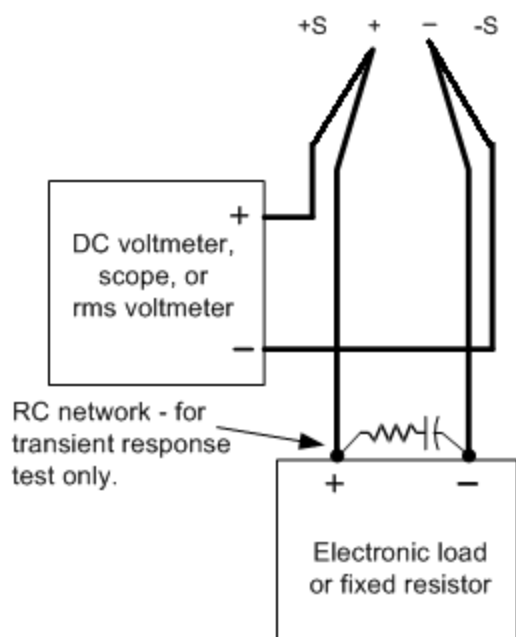 +S + − -S
+
DC voltmeter,
scope, or
rms voltmeter
−
RC network - for
transient response
test only.
+ −
Electronic load
or fixed resistor